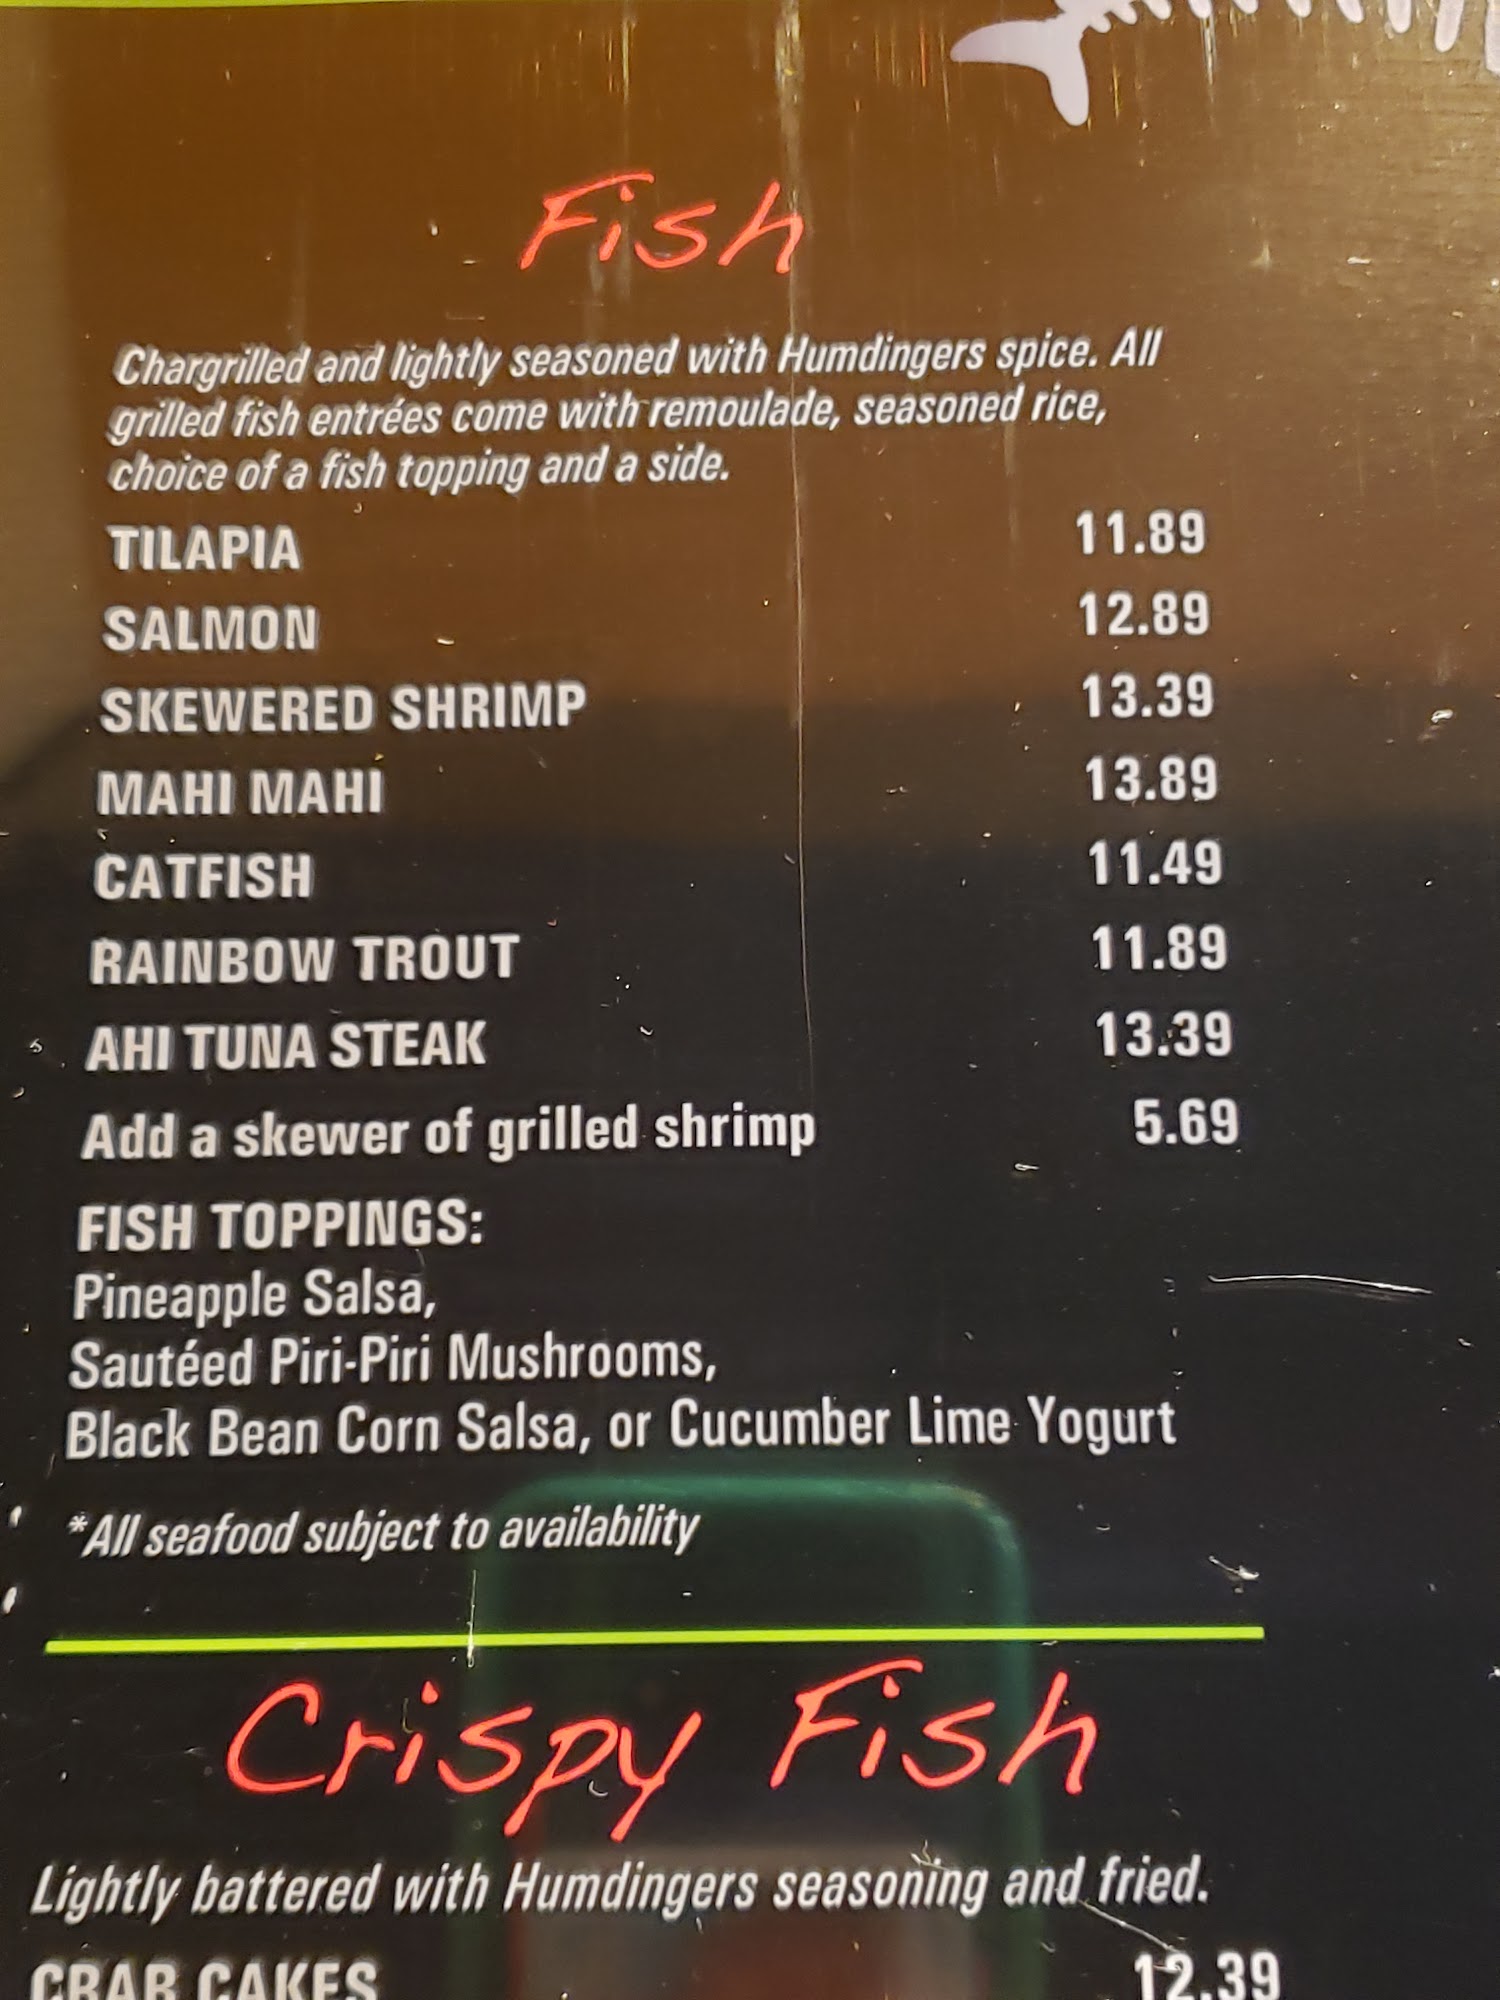 Fish
Chargrilled and lightly seasoned with Humdingers spice. All
grilled fish entrées come with remoulade, seasoned rice,
choice of a fish topping and a side.
TILAPIA 11.89
SALMON 12.89
SKEWERED SHRIMP 13.39
MAHI MAHI 13.89
CATFISH 11.49
RAINBOW TROUT 11.89
AHI TUNA STEAK 13.39
Add a skewer of grilled shrimp 5.69
FISH TOPPINGS:
Pineapple Salsa,
Sautéed Piri-Piri Mushrooms,
Black Bean Corn Salsa, or Cucumber Lime Yogurt
*All seafood subject to availability
Crispy Fish
Lightly battered with Humdingers seasoning and fried.
CRAB CAKES 12.39